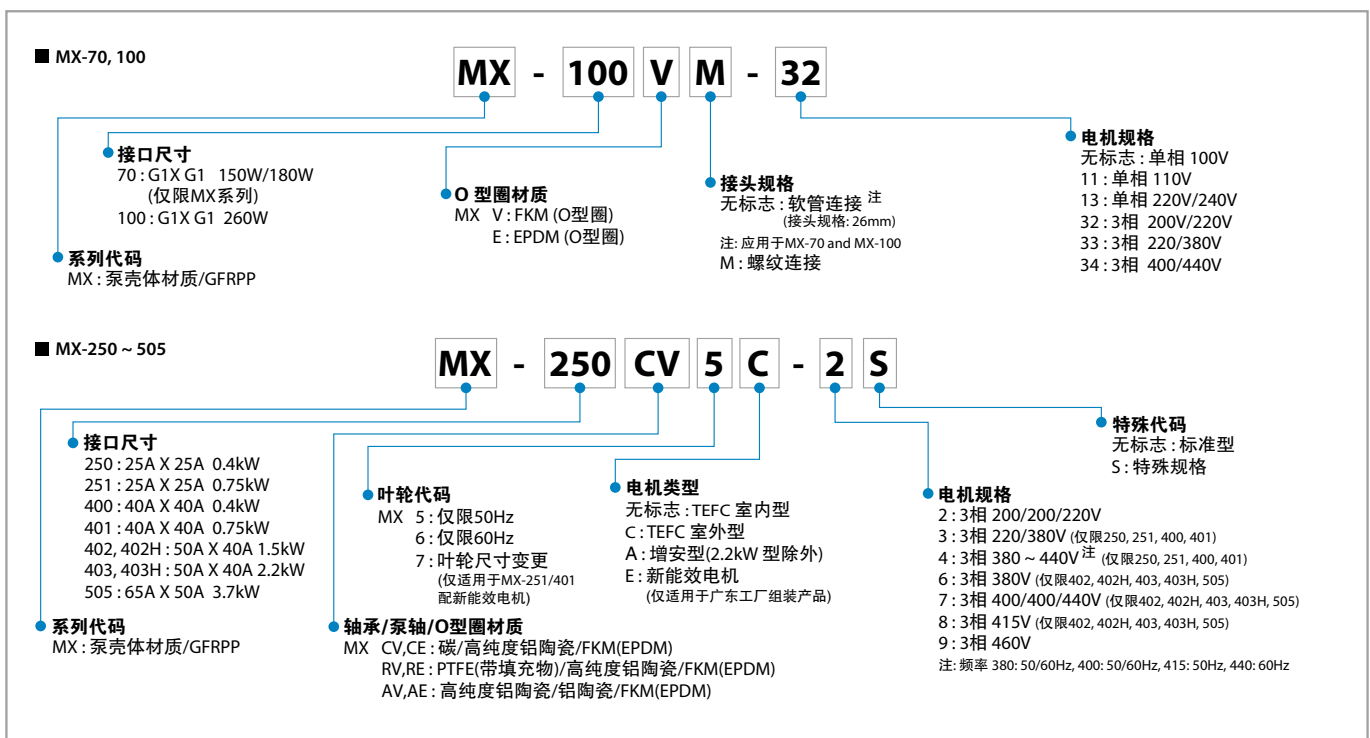 ■ MX-70, 100
MX - 100 V M - 32
接口尺寸
70 : G1X G1 150W/180W
(仅限MX系列)
100 : G1X G1 260W
系列代码
MX : 泵壳体材质/GFRPP
O 型圈材质
MX V : FKM (O型圈)
E : EPDM (O型圈)
接头规格
无标志 : 软管连接 注
(接头规格: 26mm)
注: 应用于MX-70 and MX-100
M : 螺纹连接
电机规格
无标志 : 单相 100V
11 : 单相 110V
13 : 单相 220V/240V
32 : 3相 200V/220V
33 : 3相 220/380V
34 : 3相 400/440V
■ MX-250 ~ 505
MX - 250 CV 5 C - 2 S
接口尺寸
250 : 25A X 25A 0.4kW
251 : 25A X 25A 0.75kW
400 : 40A X 40A 0.4kW
401 : 40A X 40A 0.75kW
402, 402H : 50A X 40A 1.5kW
403, 403H : 50A X 40A 2.2kW
505 : 65A X 50A 3.7kW
系列代码
MX : 泵壳体材质/GFRPP
叶轮代码
MX 5 : 仅限50Hz
6 : 仅限60Hz
7 : 叶轮尺寸变更
(仅适用于MX-251/401
配新能效电机)
轴承/泵轴/O型圈材质
MX CV,CE : 碳/高纯度铝陶瓷/FKM(EPDM)
RV,RE : PTFE(带填充物)/高纯度铝陶瓷/FKM(EPDM)
AV,AE : 高纯度铝陶瓷/铝陶瓷/FKM(EPDM)
电机类型
无标志 : TEFC 室内型
C : TEFC 室外型
A : 增安型(2.2kW 型除外)
E : 新能效电机
(仅适用于广东工厂组装产品)
特殊代码
无标志 : 标准型
S : 特殊规格
电机规格
2 : 3相 200/200/220V
3 : 3相 220/380V (仅限250, 251, 400, 401)
4 : 3相 380 ~ 440V 注 (仅限250, 251, 400, 401)
6 : 3相 380V (仅限402, 402H, 403, 403H, 505)
7 : 3相 400/400/440V (仅限402, 402H, 403, 403H, 505)
8 : 3相 415V (仅限402, 402H, 403, 403H, 505)
9 : 3相 460V
注: 频率 380: 50/60Hz, 400: 50/60Hz, 415: 50Hz, 440: 60Hz